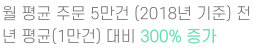 월 평균 주문 5만건 (2018년 기준) 전
년 평균(1만건) 대비 300% 증가